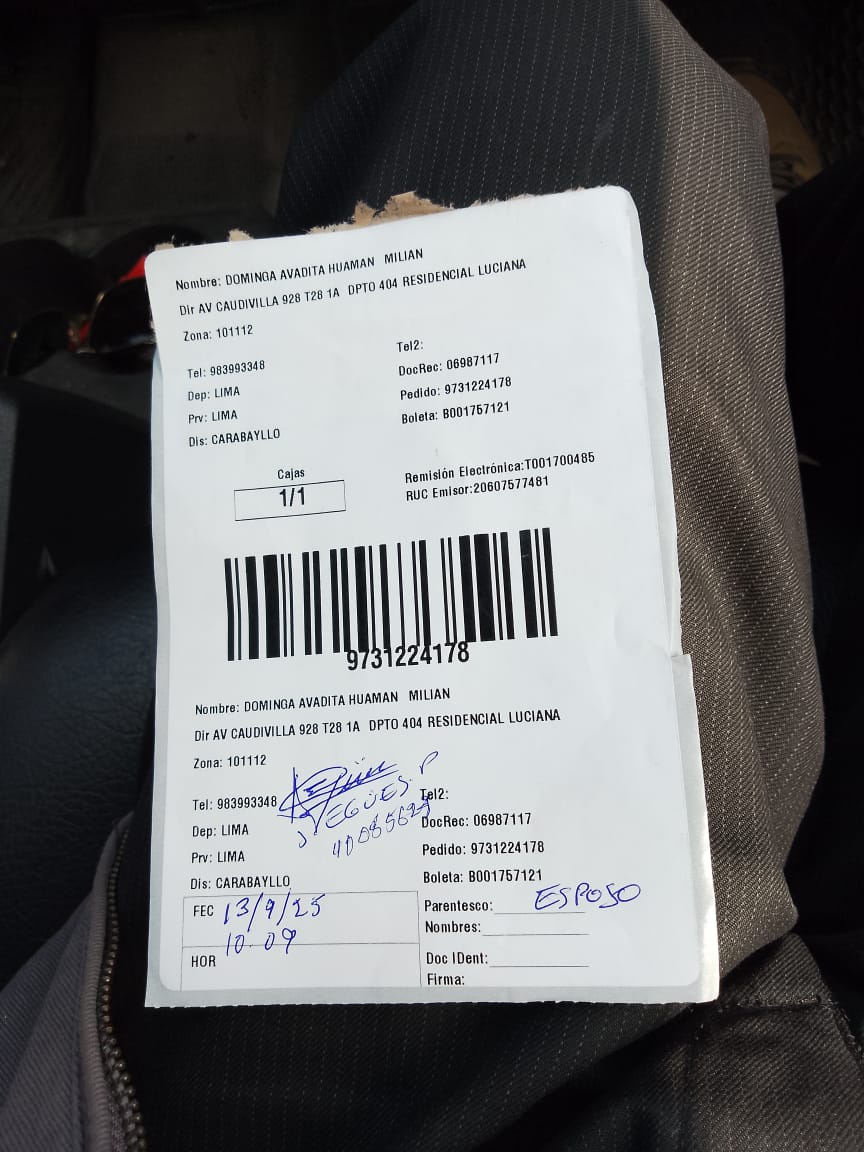 Nombre: DOMINGA AVADITA HUAMAN MILIAN
Dir AV CAUDIVILLA 928 T28 1A DPTO 404 RESIDENCIAL LUCIANA
Zona: 101112
Tel: 983993348
Tel2:
Dep: LIMA
DocRec: 06987117
Prv: LIMA
Pedido: 9731224178
Dis: CARABAYLLO
Boleta: B001757121
Cajas
1/1
Remisión Electrónica:T001700485
RUC Emisor:20607577481
9731224178
Nombre: DOMINGA AVADITA HUAMAN MILIAN
Dir AV CAUDIVILLA 928 T28 1A DPTO 404 RESIDENCIAL LUCIANA
Zona: 101112
Tel: 983993348
Tel2:
Dep: LIMA
DocRec: 06987117
Prv: LIMA
Pedido: 9731224178
Dis: CARABAYLLO
Boleta: B001757121
FEC 13/9/25
Parentesco: ESPOSO
10:09
Nombres:
HOR
Doc IDent:
Firma: